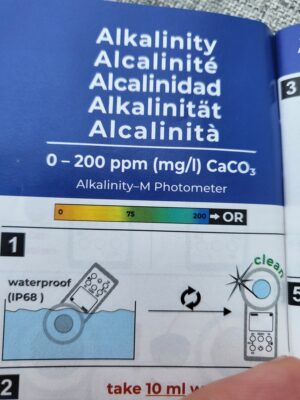 Alkalinity
Alcalinité
Alcalinidad
Alkalinität
Alcalinità
0 – 200 ppm (mg/l) CaCO₃
Alkalinity–M Photometer
0 75 200 OR
3
1
clean
waterproof
(IP68)
5
2 take 10 ml